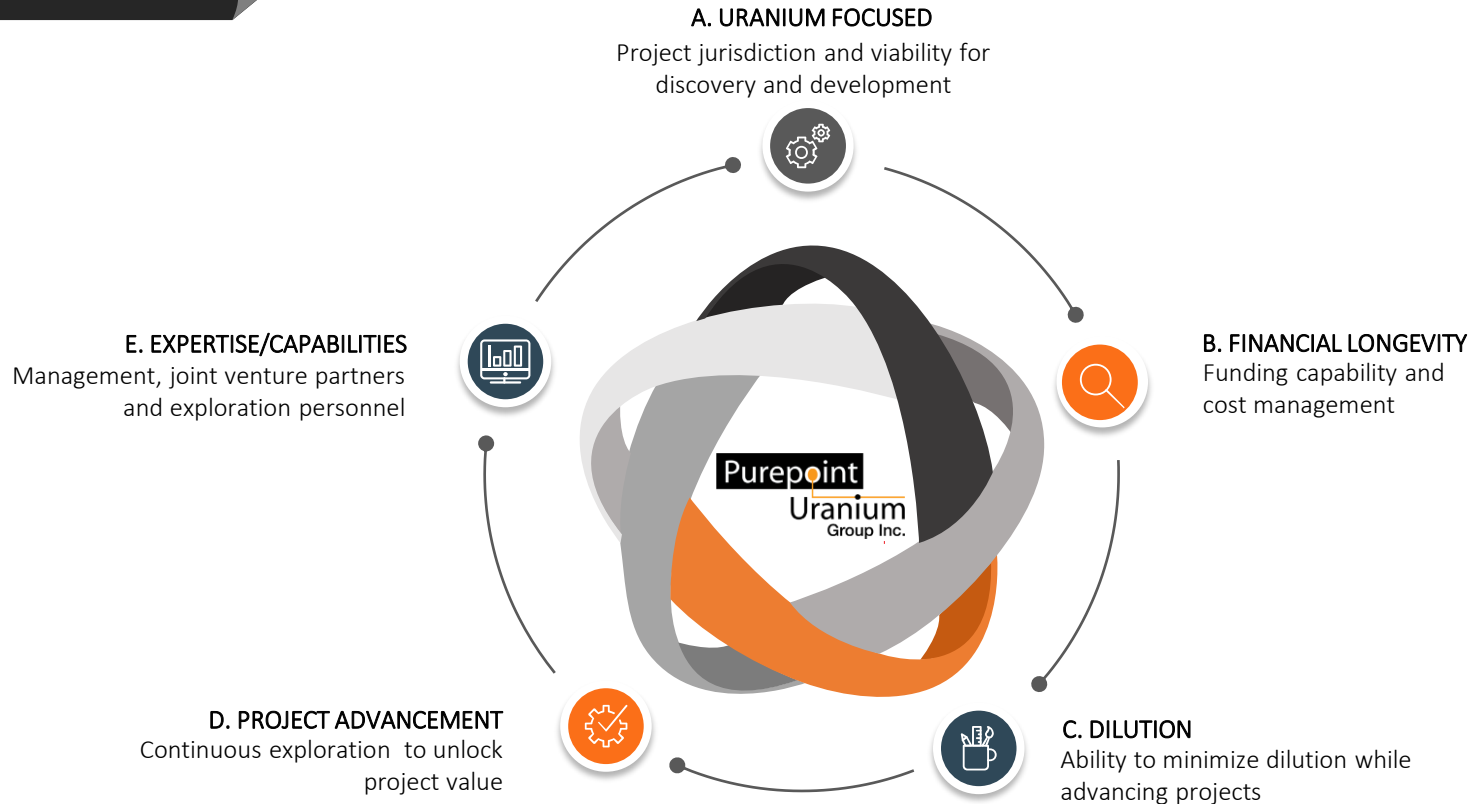 A. URANIUM FOCUSED
Project jurisdiction and viability for
discovery and development
B. FINANCIAL LONGEVITY
Funding capability and
cost management
C. DILUTION
Ability to minimize dilution while
advancing projects
D. PROJECT ADVANCEMENT
Continuous exploration  to unlock
project value
E. EXPERTISE/CAPABILITIES
Management, joint venture partners
and exploration personnel
Purepoint
Uranium
Group Inc.